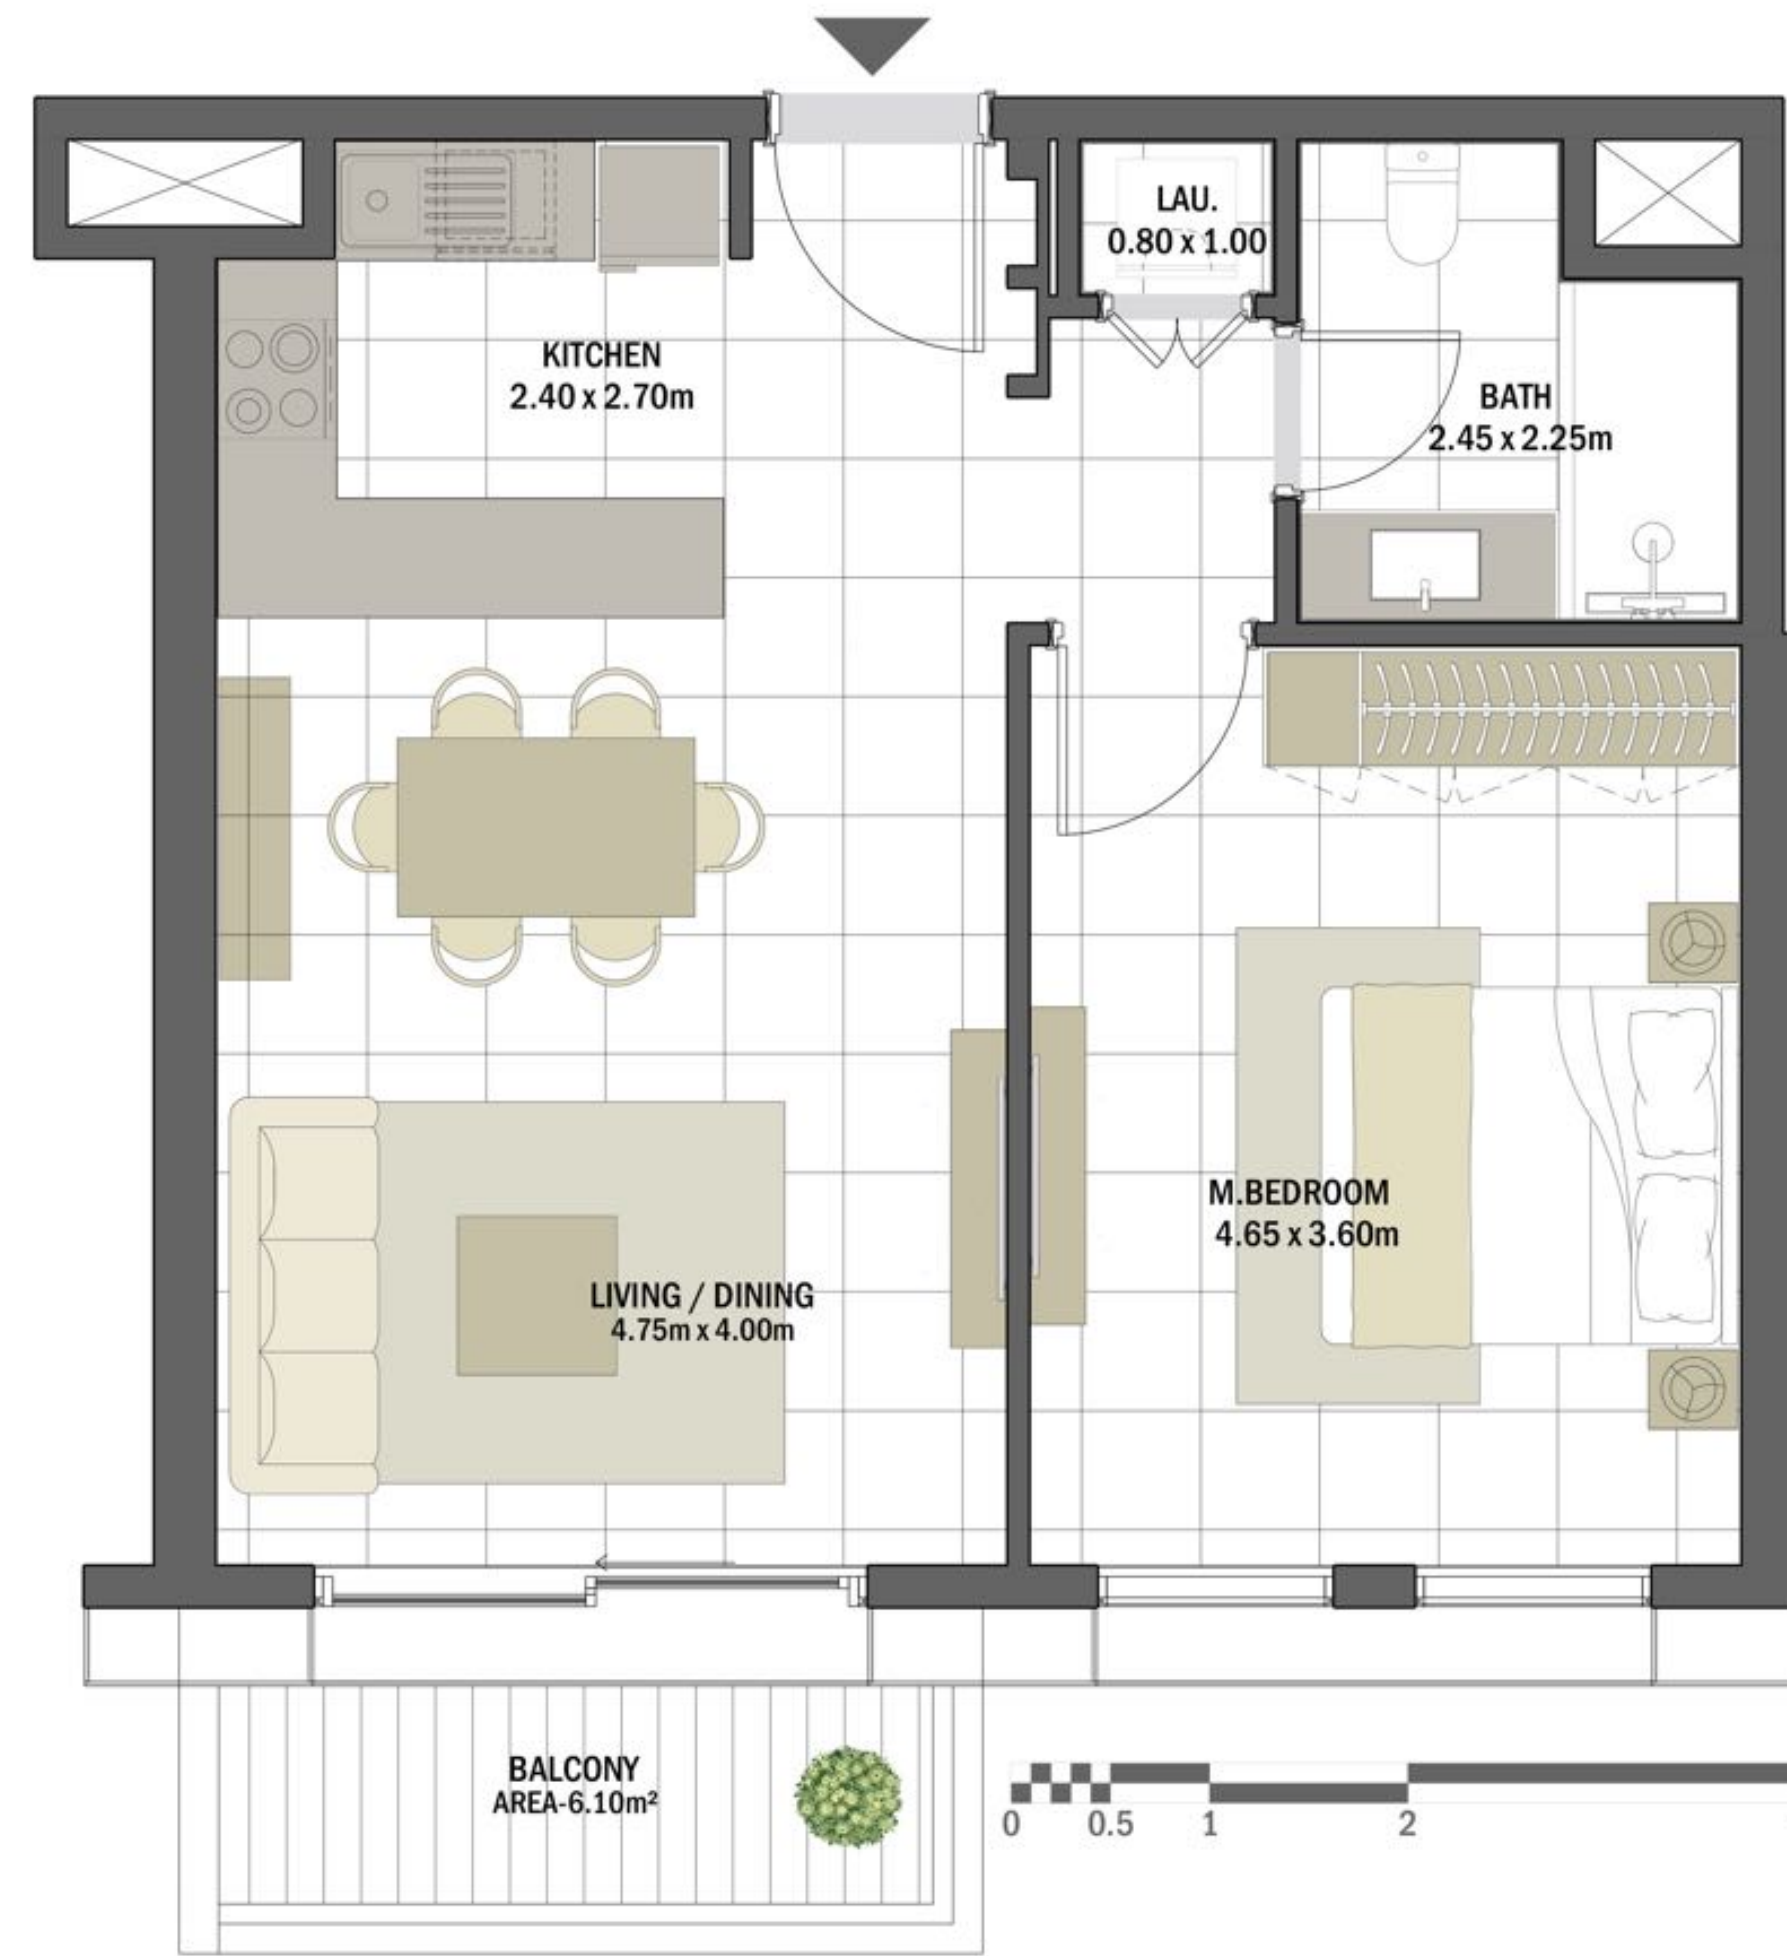 LAU.
0.80 x 1.00
KITCHEN
2.40 x 2.70m
BATH
2.45 x 2.25m
M.BEDROOM
4.65 x 3.60m
LIVING / DINING
4.75m x 4.00m
BALCONY
AREA-6.10m²
0 0.5 1 2